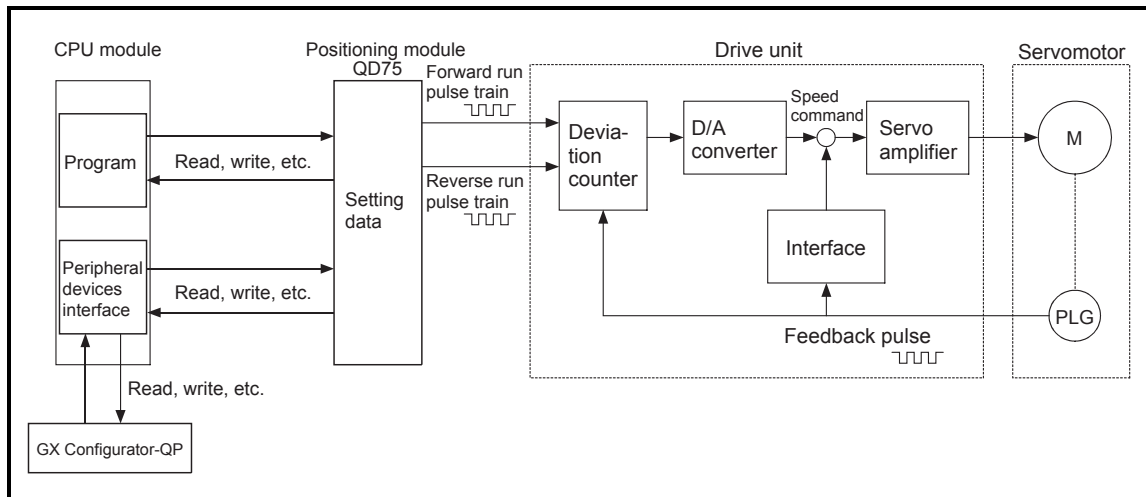 CPU module
Program
Read, write, etc.
Peripheral
devices
interface
Read, write, etc.
Read, write, etc.
GX Configurator-QP
Positioning module
QD75
Setting
data
Forward run
pulse train
Reverse run
pulse train
Drive unit
Devia-
tion
counter
D/A
converter
Speed
command
Servo
amplifier
Interface
Feedback pulse
Servomotor
M
PLG